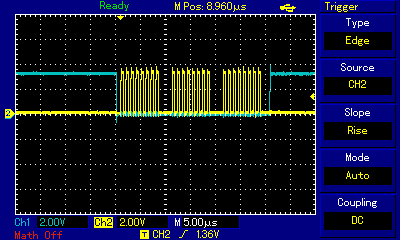 Ready M Pos: 8.960µs Trigger
Type
Edge
Source
CH2
Slope
Rise
Mode
Auto
Coupling
DC
2
Ch1 2.00V Ch2 2.00V M 5.00µs
Math Off T CH2 1.36V